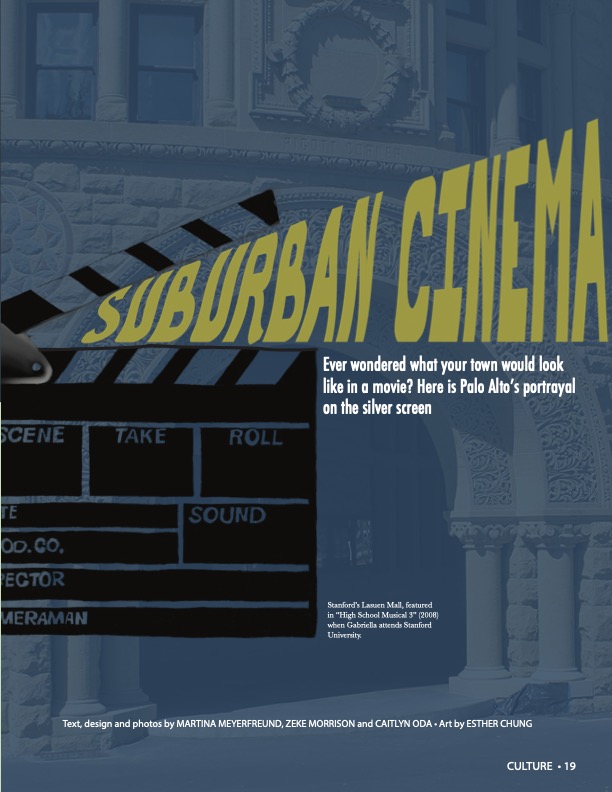 SUBURBAN CINEMA
Ever wondered what your town would look
like in a movie? Here is Palo Alto's portrayal
on the silver screen
SCENE TAKE ROLL
TE SOUND
OD.CO.
RECTOR
MERAMAN
Stanford's Lasuen Mall, featured
in "High School Musical 3" (2008)
when Gabriella attends Stanford
University.
Text, design and photos by MARTINA MEYERFREUND, ZEKE MORRISON and CAITLYN ODA • Art by ESTHER CHUNG
CULTURE • 19